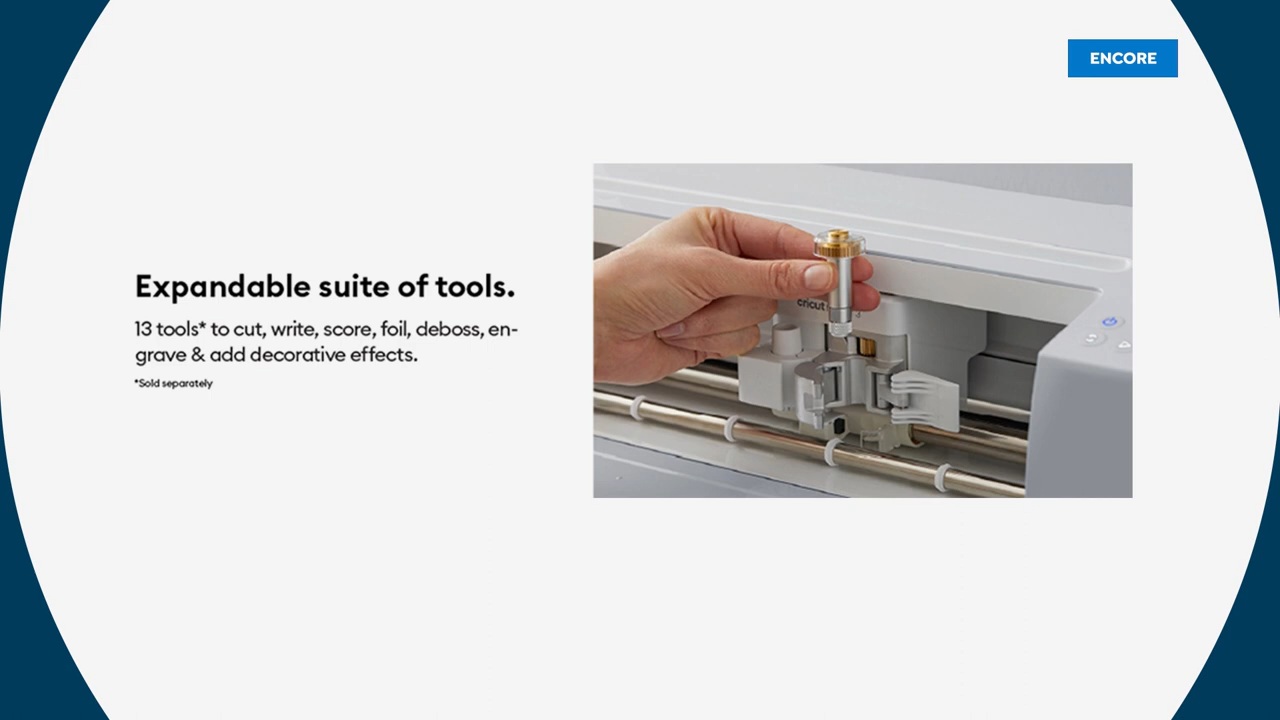 ENCORE
Expandable suite of tools.
13 tools* to cut, write, score, foil, deboss, en-
grave & add decorative effects.
*Sold separately
cricut